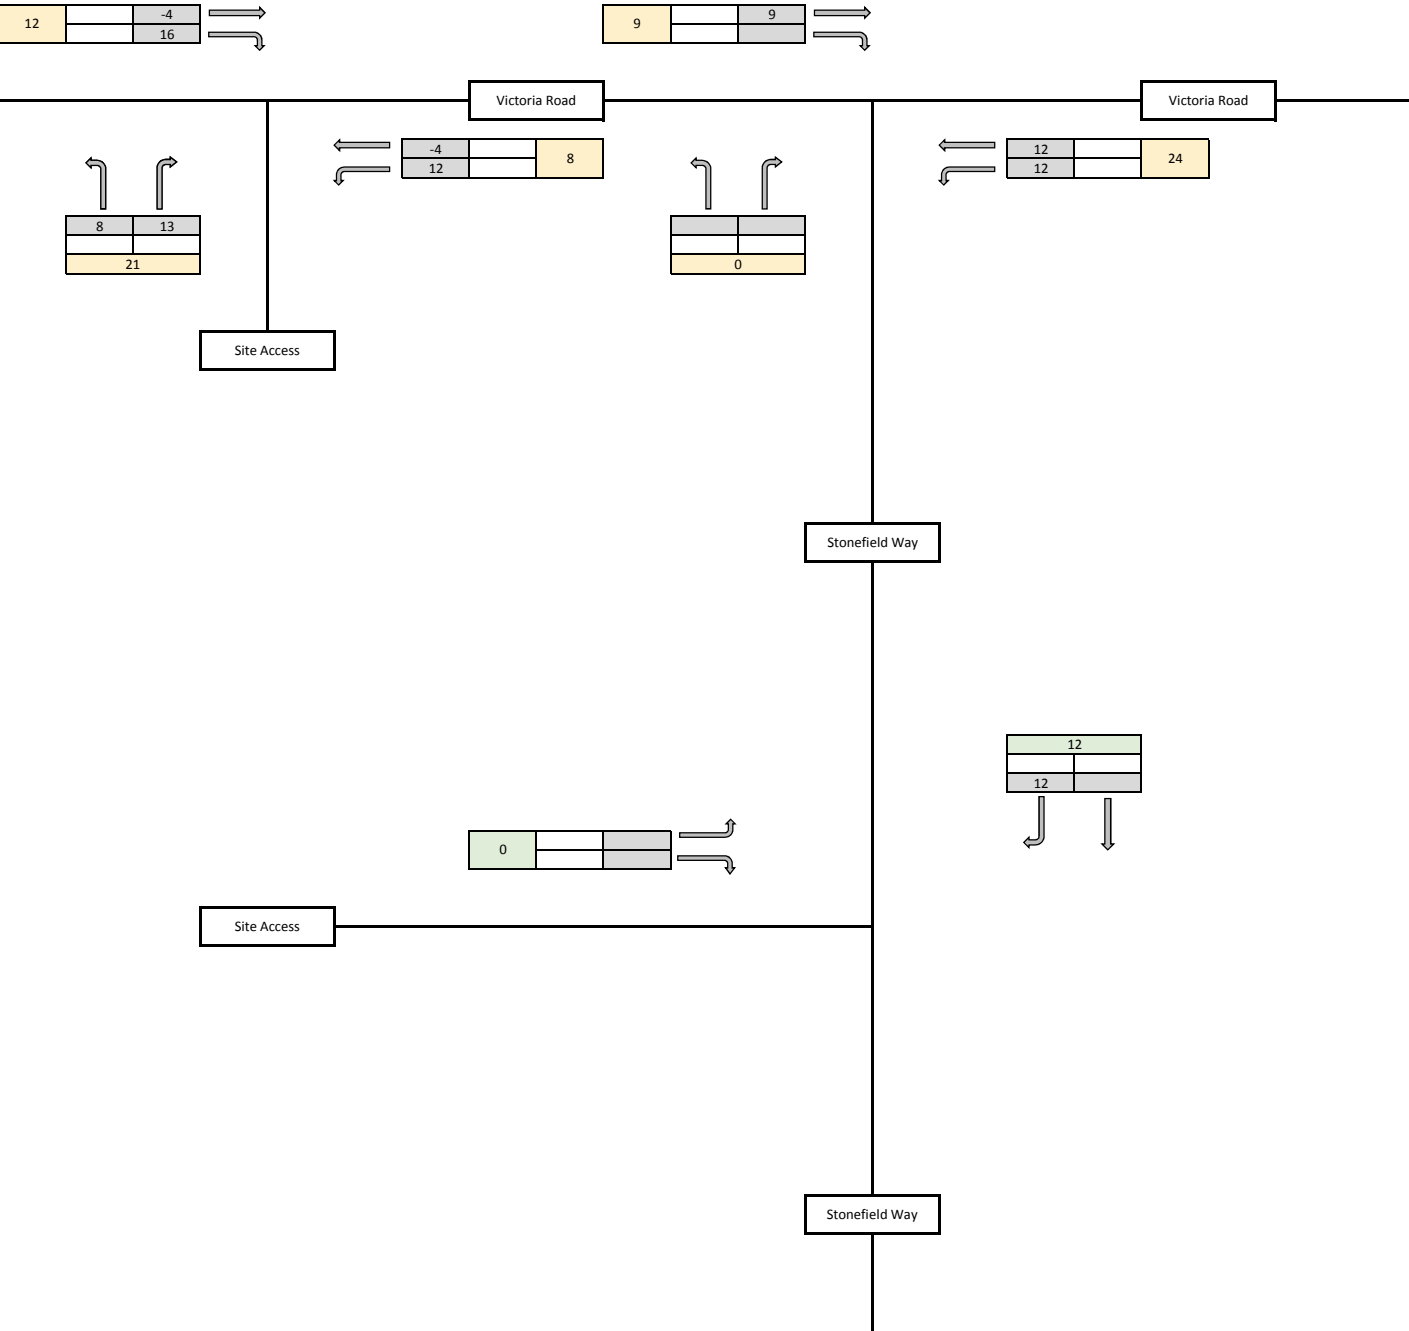 12 -4 9 9
16
Victoria Road Victoria Road
-4 8 12 24
12 12
8 13
21 0
Site Access
Stonefield Way
12
12
0
Site Access
Stonefield Way